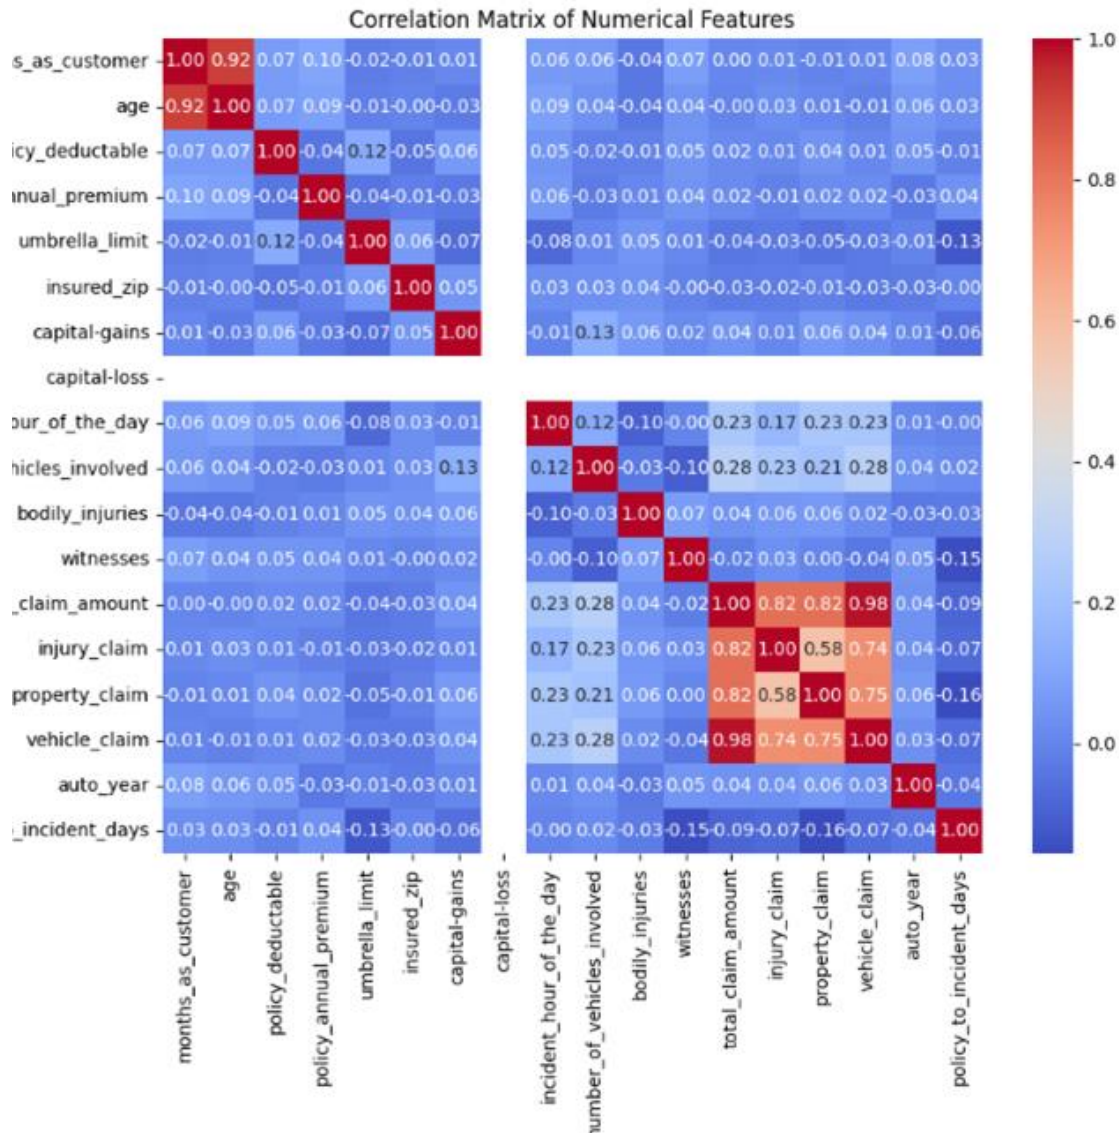 Correlation Matrix of Numerical Features
s_as_customer 1.00 0.92 0.07 0.10 -0.02 -0.01 0.01 0.06 0.06 -0.04 0.07 0.00 0.01 -0.01 0.01 0.08 0.03
age 0.92 1.00 0.07 0.09 -0.01 -0.00 -0.03 0.09 0.04 -0.04 0.04 -0.00 0.03 0.01 -0.01 0.06 0.03
icy_deductable 0.07 0.07 1.00 -0.04 0.12 -0.05 0.06 0.05 -0.02 -0.01 0.05 0.02 0.01 0.04 0.01 0.05 -0.01
nnual_premium 0.10 0.09 -0.04 1.00 -0.04 -0.01 -0.03 0.06 -0.03 0.01 0.04 0.02 -0.01 0.02 0.02 -0.03 0.04
umbrella_limit -0.02 -0.01 0.12 -0.04 1.00 0.06 -0.07 -0.08 0.01 0.05 0.01 -0.04 -0.03 -0.05 -0.03 -0.01 -0.13
insured_zip -0.01 -0.00 -0.05 -0.01 0.06 1.00 0.05 0.03 0.03 0.04 -0.00 -0.03 -0.02 -0.01 -0.03 -0.03 -0.00
capital-gains 0.01 -0.03 0.06 -0.03 -0.07 0.05 1.00 -0.01 0.13 0.06 0.02 0.04 0.01 0.06 0.04 0.01 -0.06
capital-loss
our_of_the_day 0.06 0.09 0.05 0.06 -0.08 0.03 -0.01 1.00 0.12 -0.10 -0.00 0.23 0.17 0.23 0.23 0.01 -0.00
hicles_involved 0.06 0.04 -0.02 -0.03 0.01 0.03 0.13 0.12 1.00 -0.03 -0.10 0.28 0.23 0.21 0.28 0.04 0.02
bodily_injuries -0.04 -0.04 -0.01 0.01 0.05 0.04 0.06 -0.10 -0.03 1.00 0.07 0.04 0.06 0.06 0.02 -0.03 -0.03
witnesses 0.07 0.04 0.05 0.04 0.01 -0.00 0.02 -0.00 -0.10 0.07 1.00 -0.02 0.03 0.00 -0.04 0.05 -0.15
_claim_amount 0.00 -0.00 0.02 0.02 -0.04 -0.03 0.04 0.23 0.28 0.04 -0.02 1.00 0.82 0.82 0.98 0.04 -0.09
injury_claim 0.01 0.03 0.01 -0.01 -0.03 -0.02 0.01 0.17 0.23 0.06 0.03 0.82 1.00 0.58 0.74 0.04 -0.07
property_claim -0.01 0.01 0.04 0.02 -0.05 -0.01 0.06 0.23 0.21 0.06 0.00 0.82 0.58 1.00 0.75 0.06 -0.16
vehicle_claim 0.01 -0.01 0.01 0.02 -0.03 -0.03 0.04 0.23 0.28 0.02 -0.04 0.98 0.74 0.75 1.00 0.03 -0.07
auto_year 0.08 0.06 0.05 -0.03 -0.01 -0.03 0.01 0.01 0.04 -0.03 0.05 0.04 0.04 0.06 0.03 1.00 -0.04
_incident_days 0.03 0.03 -0.01 0.04 -0.13 -0.00 -0.06 -0.00 0.02 -0.03 -0.15 -0.09 -0.07 -0.16 -0.07 -0.04 1.00
months_as_customer
age
policy_deductable
policy_annual_premium
umbrella_limit
insured_zip
capital-gains
capital-loss
incident_hour_of_the_day
number_of_vehicles_involved
bodily_injuries
witnesses
total_claim_amount
injury_claim
property_claim
vehicle_claim
auto_year
policy_to_incident_days
1.0
0.8
0.6
0.4
0.2
0.0